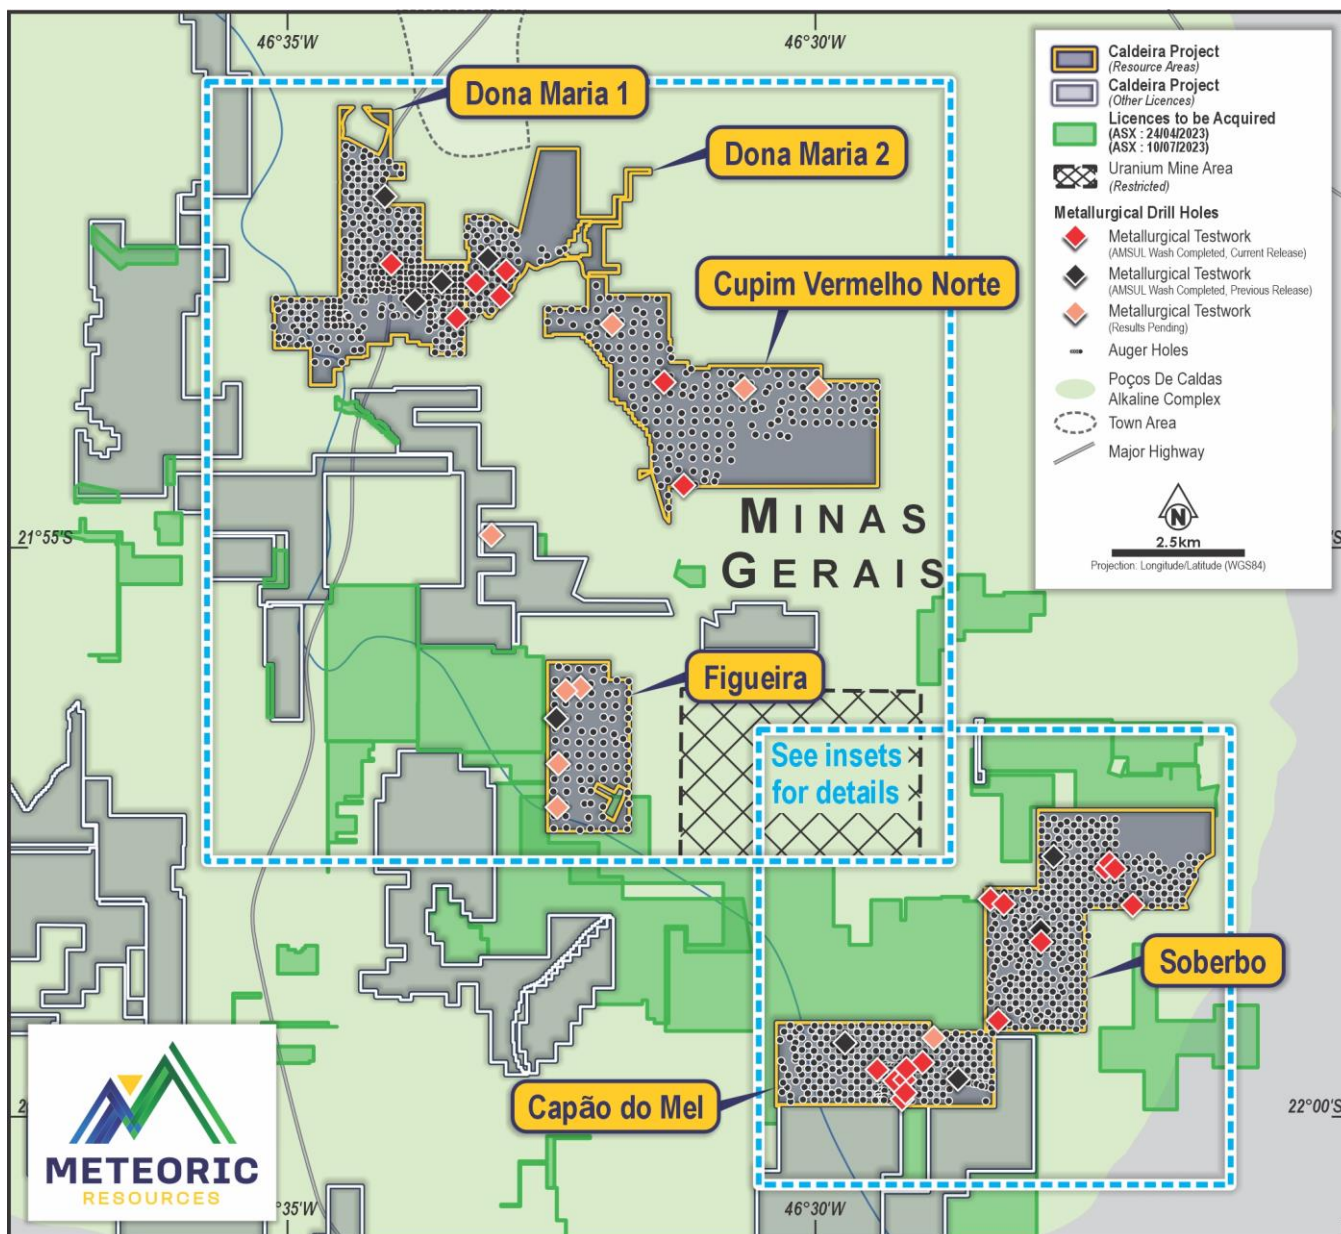 46°35'W
46°30'W
Dona Maria 1
Dona Maria 2
Cupim Vermelho Norte
Caldeira Project
(Resource Areas)
Caldeira Project
(Other Licences)
Licences to be Acquired
(ASX : 24/04/2023)
(ASX : 10/07/2023)
Uranium Mine Area
(Restricted)
Metallurgical Drill Holes
Metallurgical Testwork
(AMSUL Wash Completed, Current Release)
Metallurgical Testwork
(AMSUL Wash Completed, Previous Release)
Metallurgical Testwork
(Results Pending)
Auger Holes
Poços De Caldas
Alkaline Complex
Town Area
Major Highway
N
2.5km
Projection: Longitude/Latitude (WGS84)
21°55'S
'S
MINAS
GERAIS
Figueira
See insets
for details
Soberbo
Capão do Mel
22°00'S
2
METEORIC
RESOURCES
°35'W
46°30'W